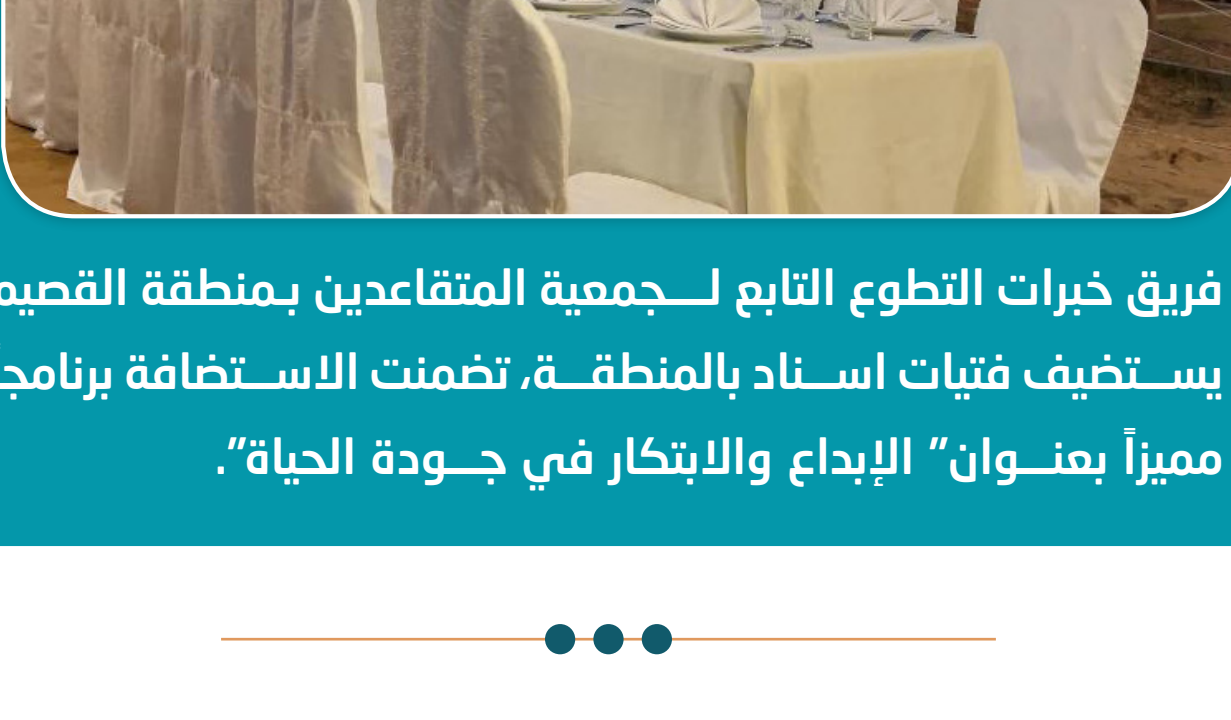 فريق خبرات التطوع التابع لـــجمعية المتقاعدين بـمنطقة القصيم
يســتضيف فتيات اســناد بالمنطقــة، تضمنت الاســتضافة برنامجـاً
مميزاً بعنــوان” الإبداع والابتكار في جــودة الحياة”.